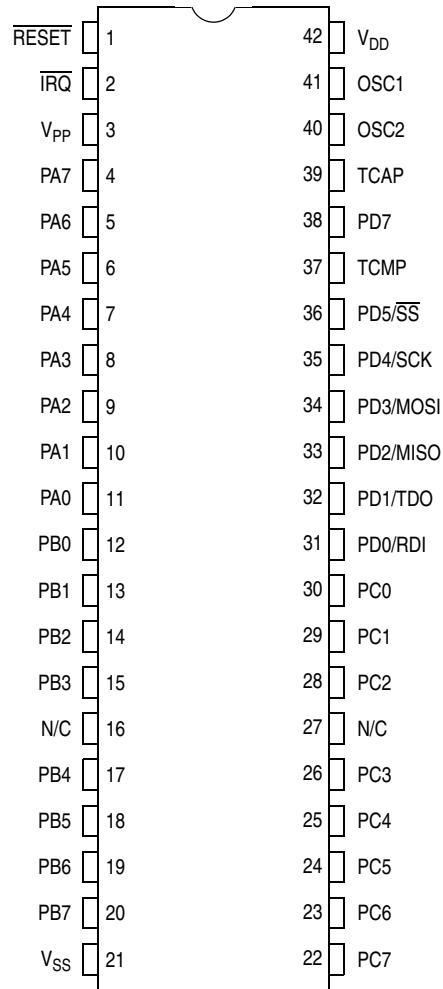 R̅E̅S̅E̅T̅ 1 42 VDD
I̅R̅Q̅ 2 41 OSC1
VPP 3 40 OSC2
PA7 4 39 TCAP
PA6 5 38 PD7
PA5 6 37 TCMP
PA4 7 36 PD5/S̅S̅
PA3 8 35 PD4/SCK
PA2 9 34 PD3/MOSI
PA1 10 33 PD2/MISO
PA0 11 32 PD1/TDO
PB0 12 31 PD0/RDI
PB1 13 30 PC0
PB2 14 29 PC1
PB3 15 28 PC2
N/C 16 27 N/C
PB4 17 26 PC3
PB5 18 25 PC4
PB6 19 24 PC5
PB7 20 23 PC6
VSS 21 22 PC7